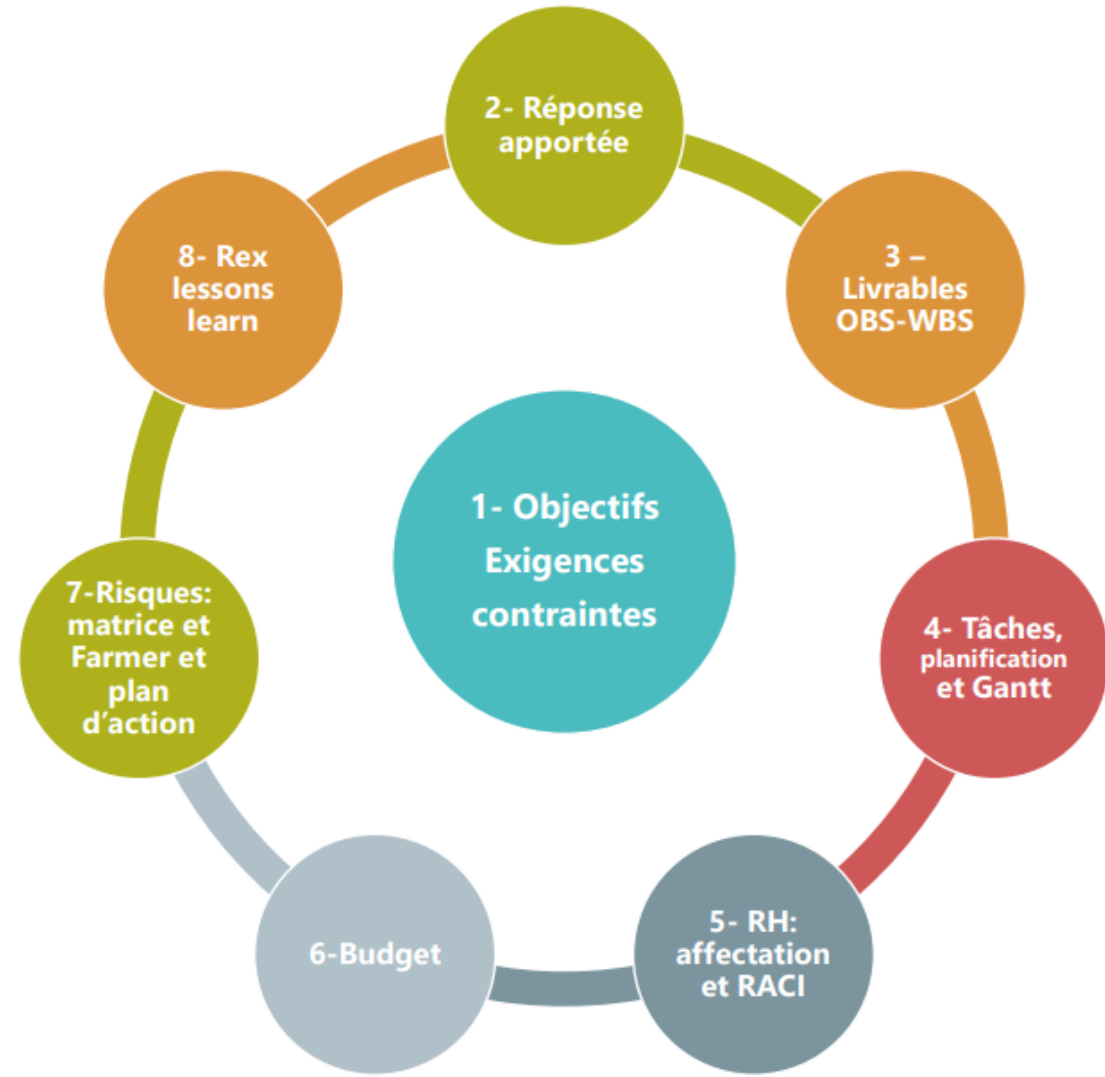 1- Objectifs
Exigences
contraintes
2- Réponse
apportée
3 –
Livrables
OBS-WBS
4- Tâches,
planification
et Gantt
5- RH:
affectation
et RACI
6-Budget
7-Risques:
matrice et
Farmer et
plan
d’action
8- Rex
lessons
learn